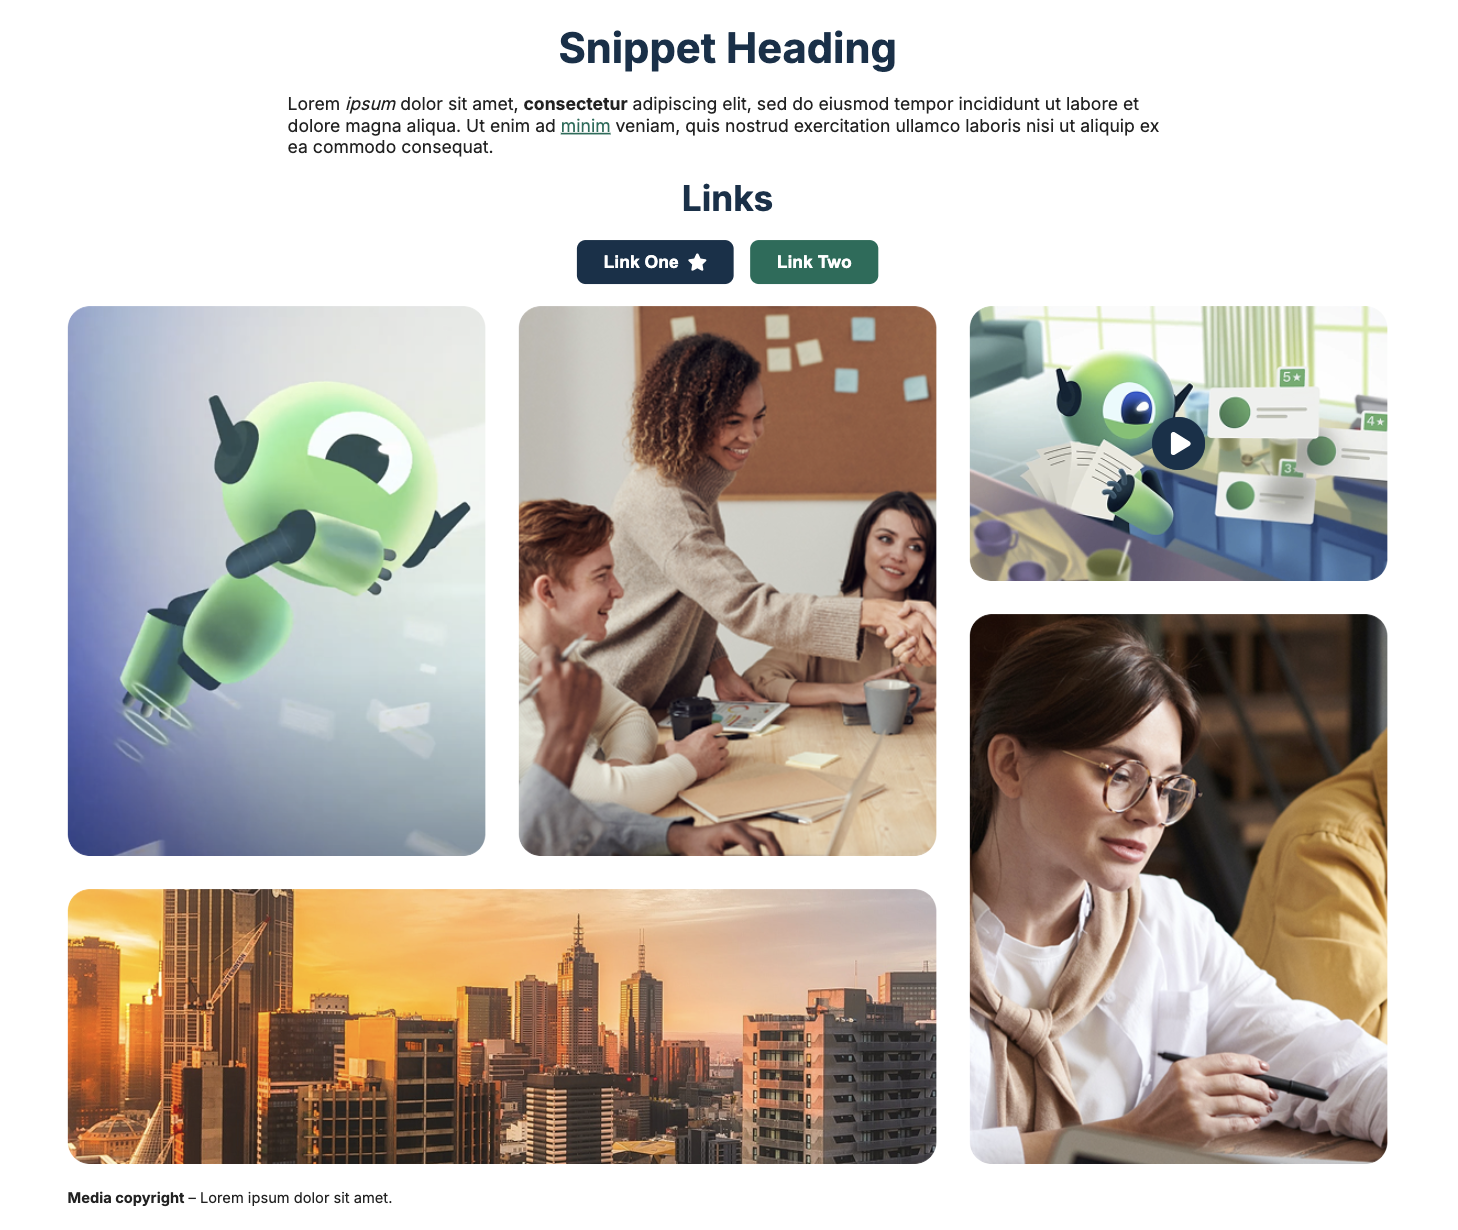 Snippet Heading
Lorem ipsum dolor sit amet, consectetur adipiscing elit, sed do eiusmod tempor incididunt ut labore et
dolore magna aliqua. Ut enim ad minim veniam, quis nostrud exercitation ullamco laboris nisi ut aliquip ex
ea commodo consequat.
Links
Link One ★
Link Two
5★
4★
3
Media copyright – Lorem ipsum dolor sit amet.